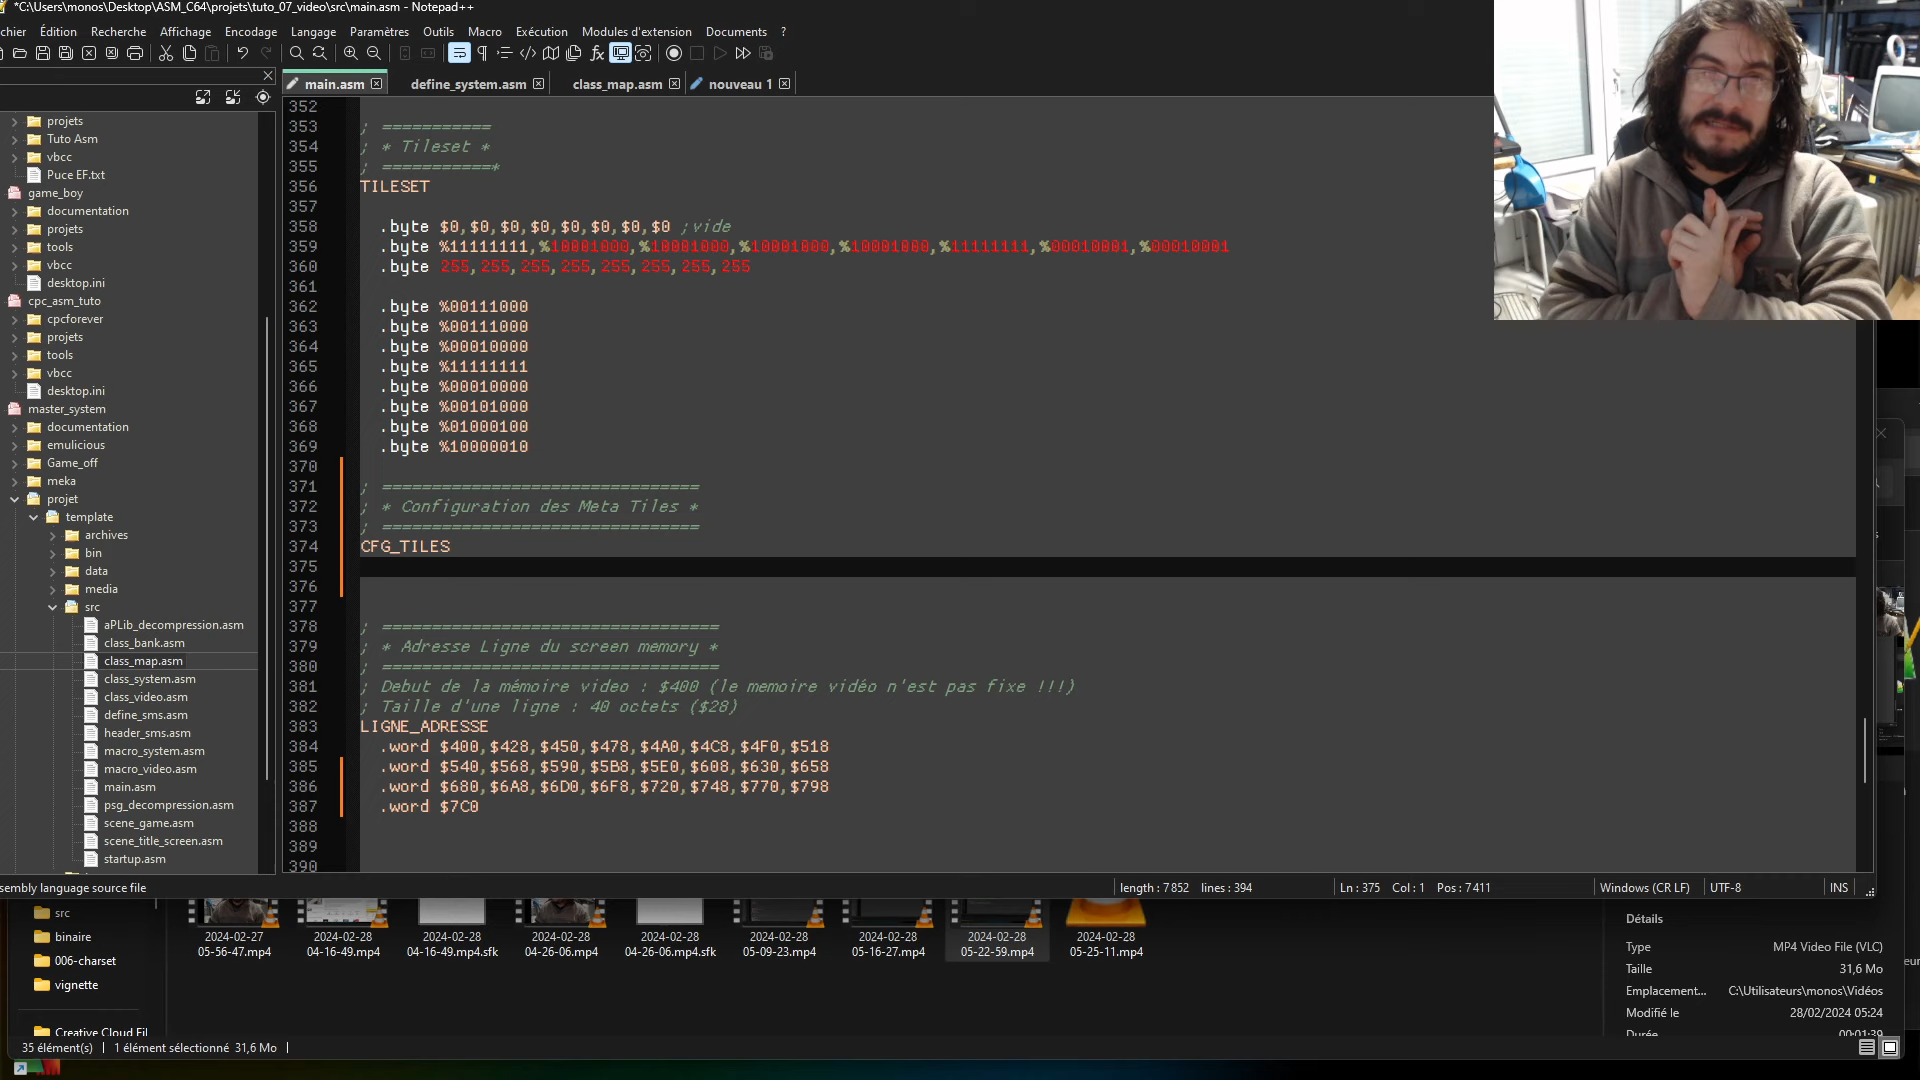 *C:\Users\monos\Desktop\ASM_C64\projets\tuto_07_video\src\main.asm - Notepad++
chier Édition Recherche Affichage Encodage Langage Paramètres Outils Macro Exécution Modules d'extension Documents ?
main.asm define_system.asm class_map.asm nouveau 1
projets
Tuto Asm
vbcc
Puce EF.txt
game_boy
documentation
projets
tools
vbcc
desktop.ini
cpc_asm_tuto
cpcforever
projets
tools
vbcc
desktop.ini
master_system
documentation
emulicious
Game_off
meka
projet
template
archives
bin
data
media
src
aPLib_decompression.asm
class_bank.asm
class_map.asm
class_system.asm
class_video.asm
define_sms.asm
header_sms.asm
macro_system.asm
macro_video.asm
main.asm
psg_decompression.asm
scene_game.asm
scene_title_screen.asm
startup.asm
352
353 ; ===========
354 ; * Tileset *
355 ; ===========*
356 TILESET
357
358 .byte $0,$0,$0,$0,$0,$0,$0,$0 ;vide
359 .byte %11111111,%10001000,%10001000,%10001000,%10001000,%11111111,%00010001,%00010001
360 .byte 255,255,255,255,255,255,255,255
361
362 .byte %00111000
363 .byte %00111000
364 .byte %00010000
365 .byte %11111111
366 .byte %00010000
367 .byte %00101000
368 .byte %01000100
369 .byte %10000010
370
371 ; ================================
372 ; * Configuration des Meta Tiles *
373 ; ================================
374 CFG_TILES
375
376
377
378 ; ==================================
379 ; * Adresse Ligne du screen memory *
380 ; ==================================
381 ; Debut de la mémoire video : $400 (le memoire vidéo n'est pas fixe !!!)
382 ; Taille d'une ligne : 40 octets ($28)
383 LIGNE_ADRESSE
384 .word $400,$428,$450,$478,$4A0,$4C8,$4F0,$518
385 .word $540,$568,$590,$5B8,$5E0,$608,$630,$658
386 .word $680,$6A8,$6D0,$6F8,$720,$748,$770,$798
387 .word $7C0
388
389
390
sembly language source file length : 7 852 lines : 394 Ln : 375 Col : 1 Pos : 7 411 Windows (CR LF) UTF-8 INS
src
binaire
006-charset
vignette
Creative Cloud Fil
2024-02-27 05-56-47.mp4
2024-02-28 04-16-49.mp4
2024-02-28 04-16-49.mp4.sfk
2024-02-28 04-26-06.mp4
2024-02-28 04-26-06.mp4.sfk
2024-02-28 05-09-23.mp4
2024-02-28 05-16-27.mp4
2024-02-28 05-22-59.mp4
2024-02-28 05-25-11.mp4
Détails
Type MP4 Video File (VLC)
Taille 31,6 Mo
Emplacement... C:\Utilisateurs\monos\Vidéos
Modifié le 28/02/2024 05:24
Durée 00:01:39
35 élément(s) 1 élément sélectionné 31,6 Mo